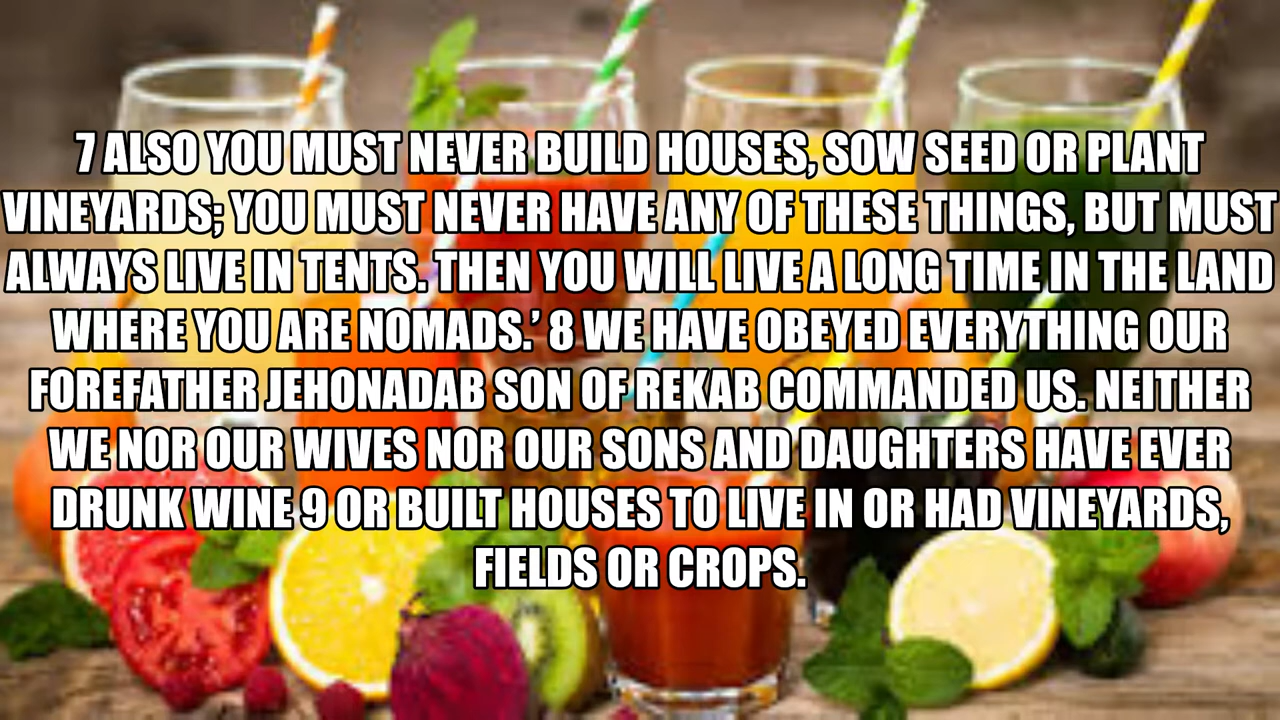 7 ALSO YOU MUST NEVER BUILD HOUSES, SOW SEED OR PLANT
VINEYARDS; YOU MUST NEVER HAVE ANY OF THESE THINGS, BUT MUST
ALWAYS LIVE IN TENTS. THEN YOU WILL LIVE A LONG TIME IN THE LAND
WHERE YOU ARE NOMADS.’ 8 WE HAVE OBEYED EVERYTHING OUR
FOREFATHER JEHONADAB SON OF REKAB COMMANDED US. NEITHER
WE NOR OUR WIVES NOR OUR SONS AND DAUGHTERS HAVE EVER
DRUNK WINE 9 OR BUILT HOUSES TO LIVE IN OR HAD VINEYARDS,
FIELDS OR CROPS.